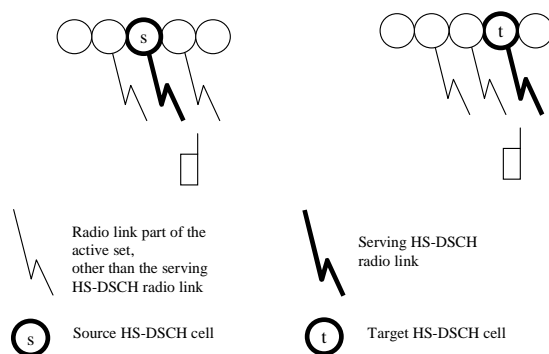 s
t
Radio link part of the
active set,
other than the serving
HS-DSCH radio link
Serving HS-DSCH
radio link
s
Source HS-DSCH cell
t
Target HS-DSCH cell